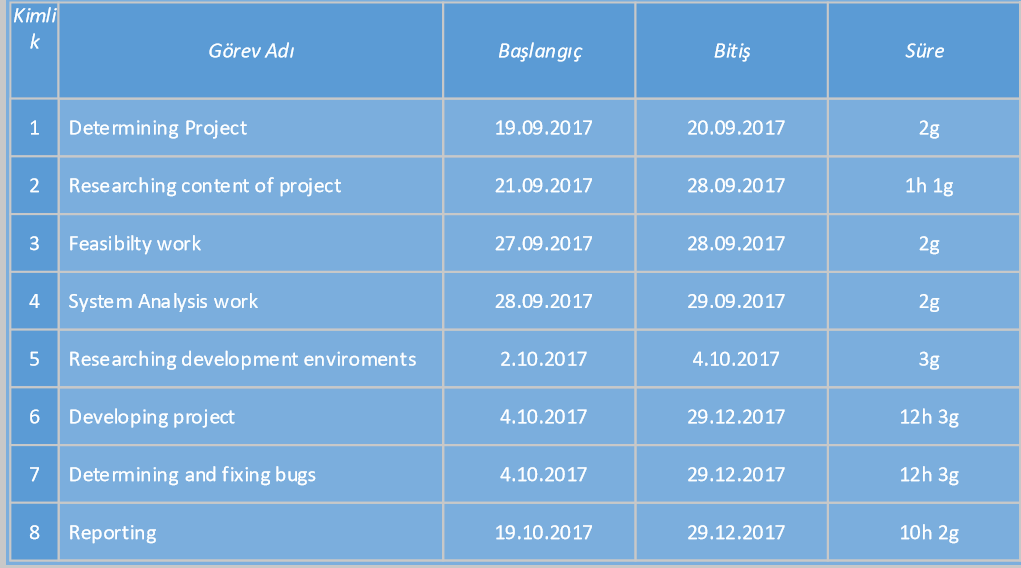 Kimli
k
Görev Adı Başlangıç Bitiş Süre
1 Determining Project 19.09.2017 20.09.2017 2g
2 Researching content of project 21.09.2017 28.09.2017 1h 1g
3 Feasibilty work 27.09.2017 28.09.2017 2g
4 System Analysis work 28.09.2017 29.09.2017 2g
5 Researching development enviroments 2.10.2017 4.10.2017 3g
6 Developing project 4.10.2017 29.12.2017 12h 3g
7 Determining and fixing bugs 4.10.2017 29.12.2017 12h 3g
8 Reporting 19.10.2017 29.12.2017 10h 2g